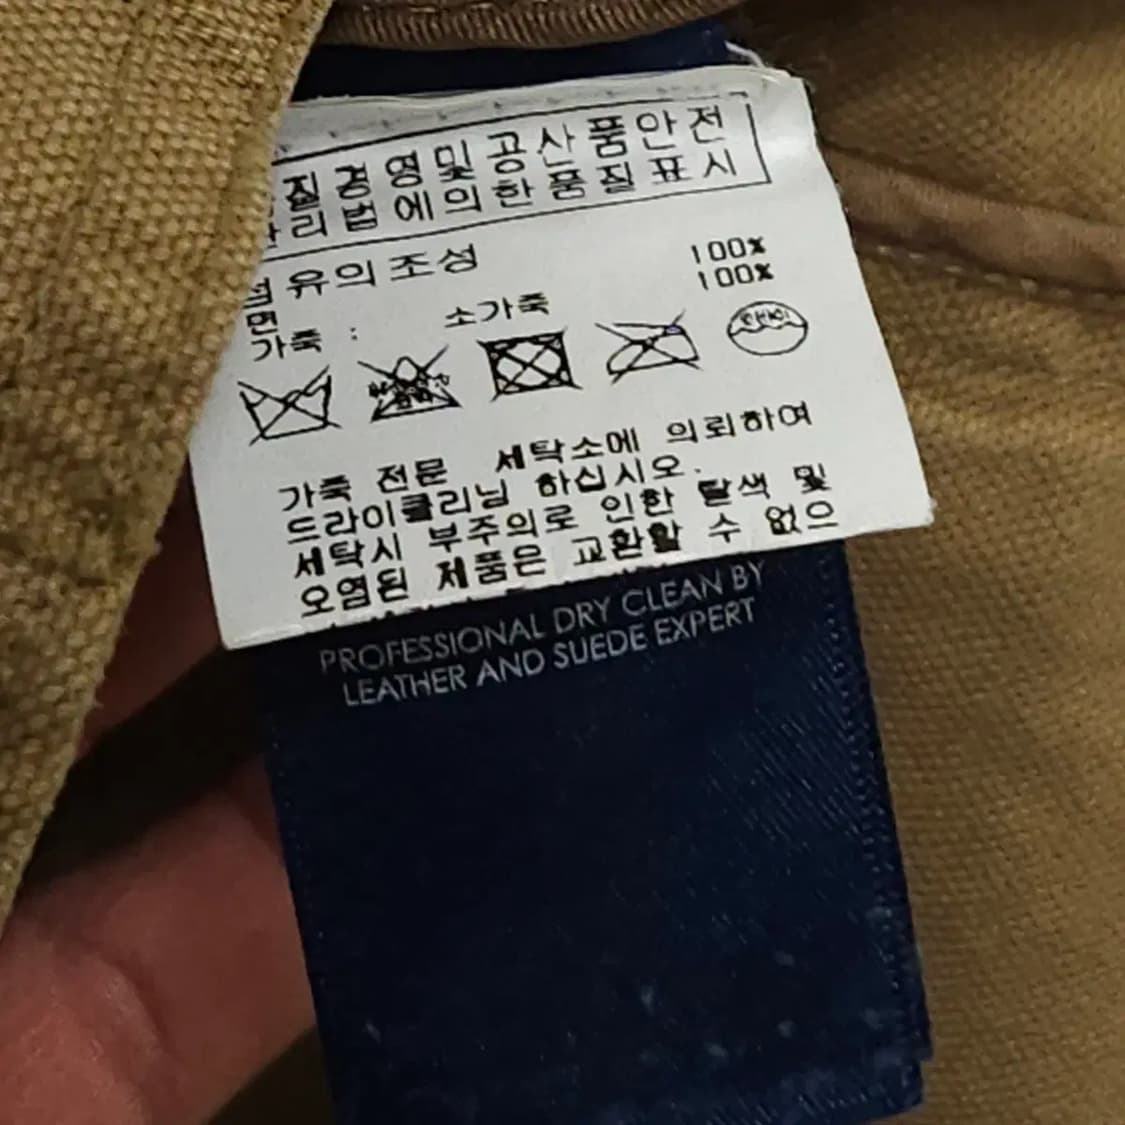 질경영및공산품안전
리법에의한품질표시
섬유의조성
면 100%
가죽 : 소가죽 100%
드라이
가죽 전문 세탁소에 의뢰하여
드라이클리닝 하십시오.
세탁시 부주의로 인한 탈색 및
오염된 제품은 교환할 수 없으
PROFESSIONAL DRY CLEAN BY
LEATHER AND SUEDE EXPERT